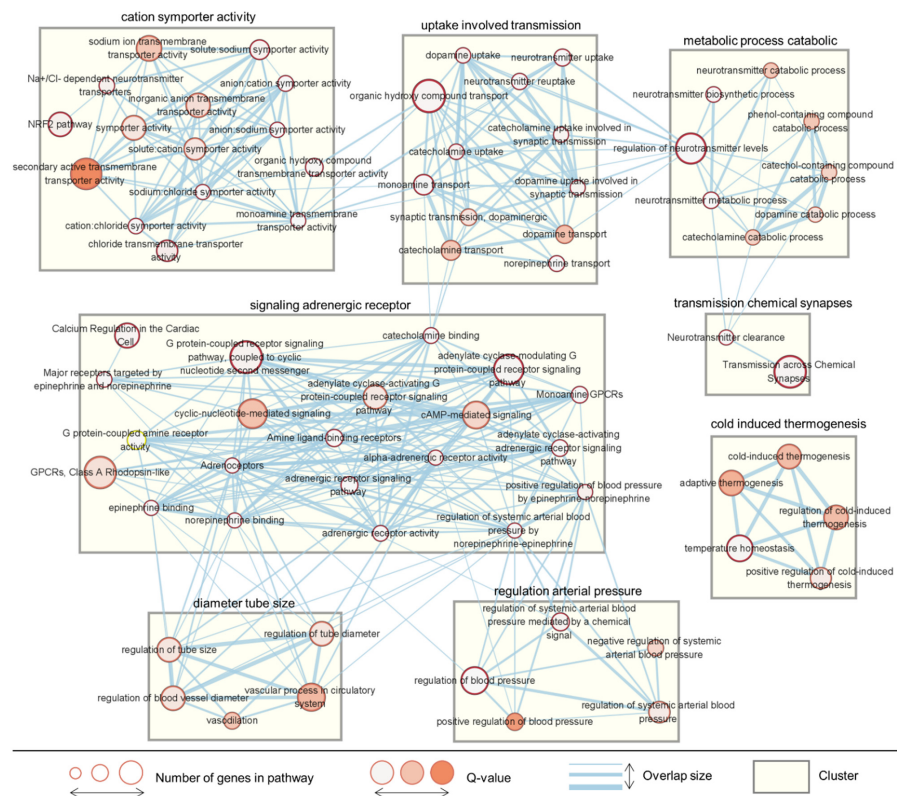 cation symporter activity
sodium ion transmembrane
transporter activity
solute:sodium symporter activity
Na+/Cl- dependent neurotransmitter
transporters
anion:cation symporter activity
inorganic anion transmembrane
transporter activity
NRF2 pathway
symporter activity
anion:sodium symporter activity
solute:cation symporter activity
secondary active transmembrane
transporter activity
organic hydroxy compound
transmembrane transporter activity
sodium:chloride symporter activity
cation:chloride symporter activity
monoamine transmembrane
transporter activity
chloride transmembrane transporter
activity
uptake involved transmission
dopamine uptake
neurotransmitter uptake
neurotransmitter reuptake
organic hydroxy compound transport
catecholamine uptake involved in
synaptic transmission
catecholamine uptake
monoamine transport
dopamine uptake involved in
synaptic transmission
synaptic transmission, dopaminergic
dopamine transport
catecholamine transport
norepinephrine transport
metabolic process catabolic
neurotransmitter catabolic process
neurotransmitter biosynthetic process
phenol-containing compound
catabolic process
regulation of neurotransmitter levels
catechol-containing compound
catabolic process
neurotransmitter metabolic process
dopamine catabolic process
catecholamine catabolic process
signaling adrenergic receptor
Calcium Regulation in the Cardiac
Cell
G protein-coupled receptor signaling
pathway, coupled to cyclic
nucleotide second messenger
catecholamine binding
adenylate cyclase-modulating G
protein-coupled receptor signaling
pathway
Major receptors targeted by
epinephrine and norepinephrine
adenylate cyclase-activating G
protein-coupled receptor signaling
pathway
Monoamine GPCRs
cyclic-nucleotide-mediated signaling
cAMP-mediated signaling
G protein-coupled amine receptor
activity
Amine ligand-binding receptors
adenylate cyclase-activating
adrenergic receptor signaling
pathway
alpha-adrenergic receptor activity
GPCRs, Class A Rhodopsin-like
Adrenoceptors
adrenergic receptor signaling
pathway
positive regulation of blood pressure
by epinephrine-norepinephrine
epinephrine binding
norepinephrine binding
regulation of systemic arterial blood
pressure by
norepinephrine-epinephrine
adrenergic receptor activity
transmission chemical synapses
Neurotransmitter clearance
Transmission across Chemical
Synapses
cold induced thermogenesis
cold-induced thermogenesis
adaptive thermogenesis
regulation of cold-induced
thermogenesis
temperature homeostasis
positive regulation of cold-induced
thermogenesis
diameter tube size
regulation of tube diameter
regulation of tube size
regulation of blood vessel diameter
vascular process in circulatory
system
vasodilation
regulation arterial pressure
regulation of systemic arterial blood
pressure mediated by a chemical
signal
negative regulation of systemic
arterial blood pressure
regulation of blood pressure
regulation of systemic arterial blood
pressure
positive regulation of blood pressure
Number of genes in pathway
Q-value
Overlap size
Cluster